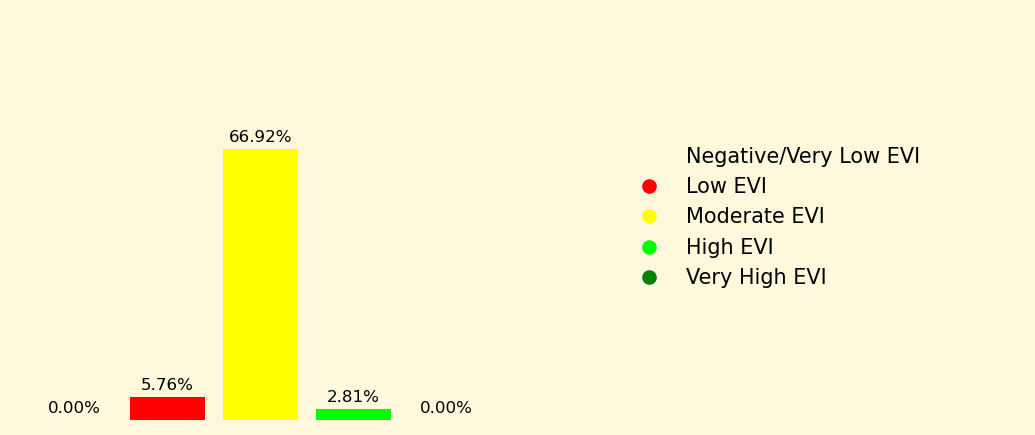 66.92%
5.76%
2.81%
0.00%
0.00%
Negative/Very Low EVI
Low EVI
Moderate EVI
High EVI
Very High EVI